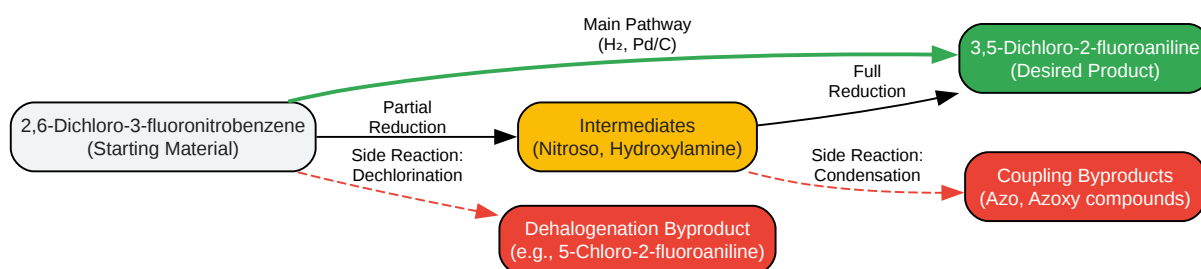 Main Pathway
(H₂, Pd/C)
3,5-Dichloro-2-fluoroaniline
(Desired Product)
Full
Reduction
2,6-Dichloro-3-fluoronitrobenzene
(Starting Material)
Partial
Reduction
Intermediates
(Nitroso, Hydroxylamine)
Side Reaction:
Dechlorination
Side Reaction:
Condensation
Coupling Byproducts
(Azo, Azoxy compounds)
Dehalogenation Byproduct
(e.g., 5-Chloro-2-fluoroaniline)